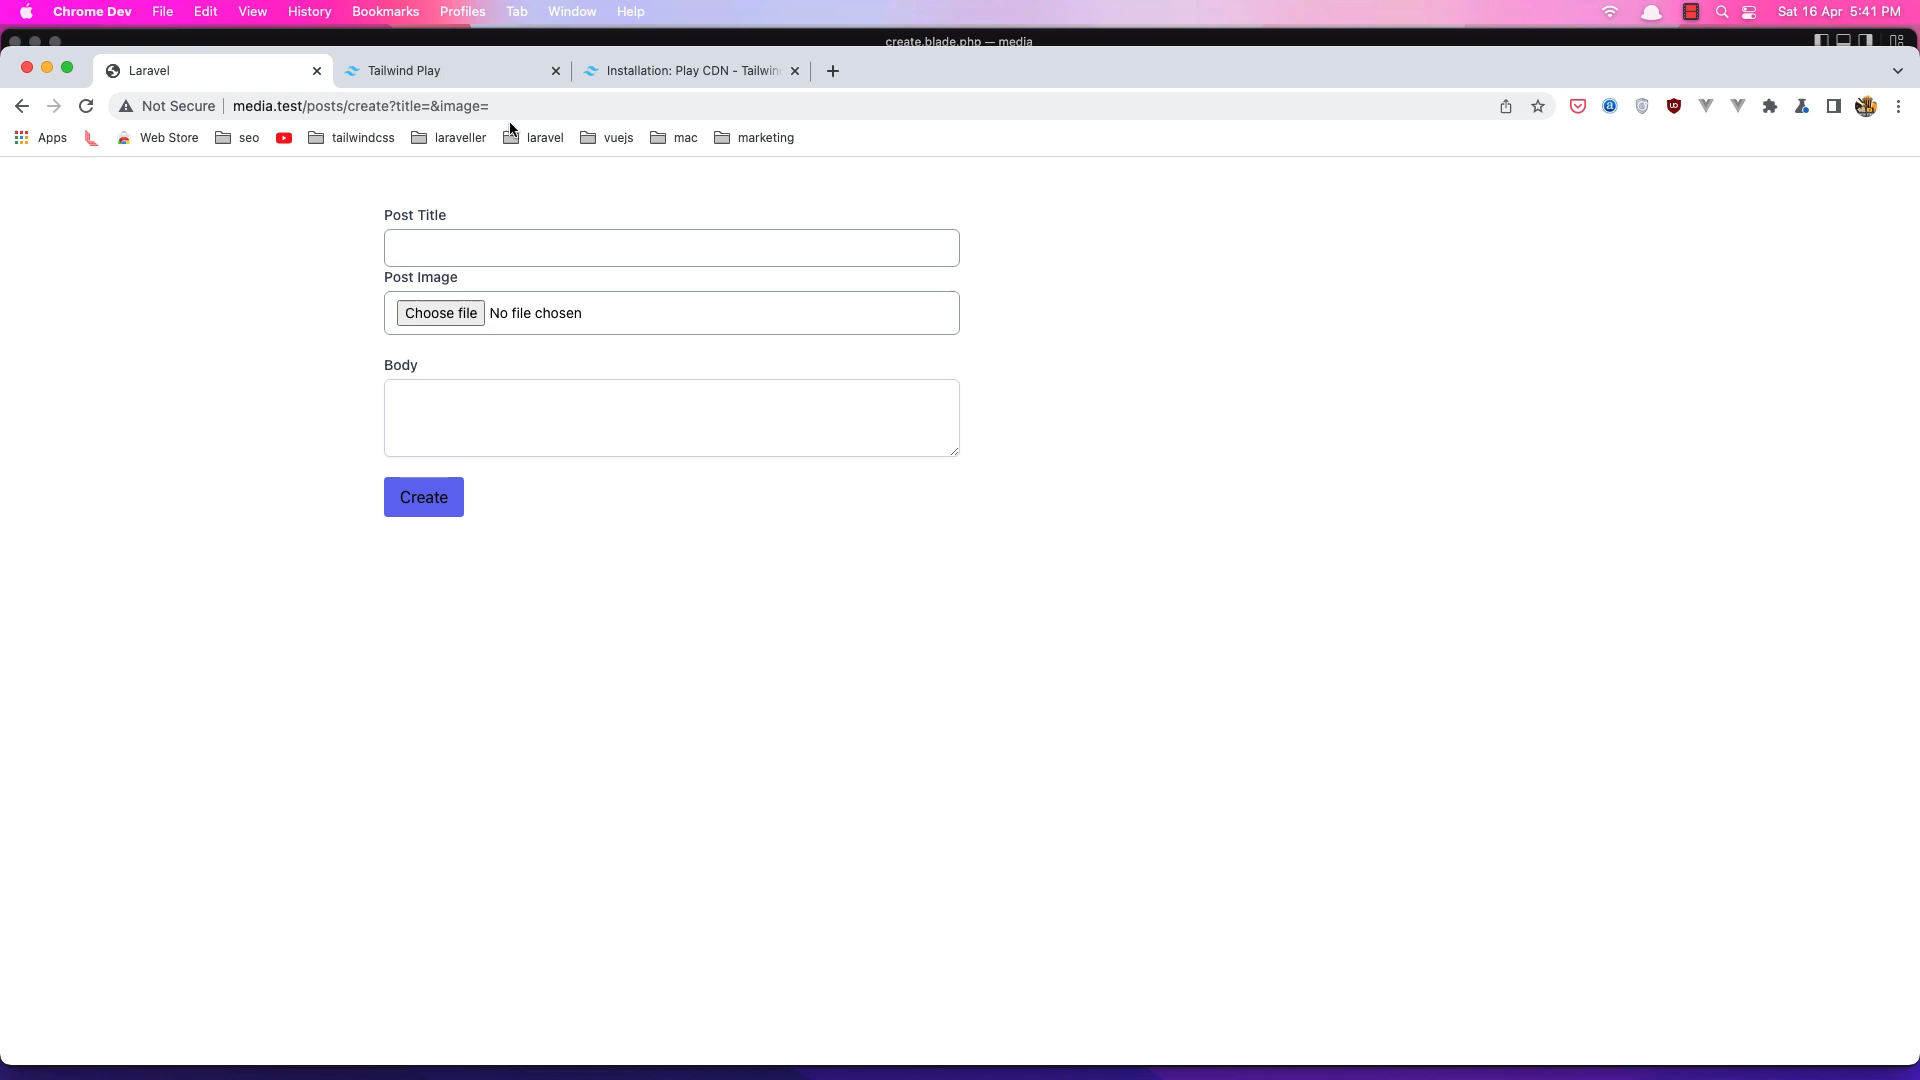 Chrome Dev File Edit View History Bookmarks Profiles Tab Window Help Sat 16 Apr 5:41 PM
create.blade.php — media
Laravel Tailwind Play Installation: Play CDN - Tailwin
Not Secure media.test/posts/create?title=&image=
Apps Web Store seo tailwindcss laraveller laravel vuejs mac marketing
Post Title
Post Image
Choose file No file chosen
Body
Create